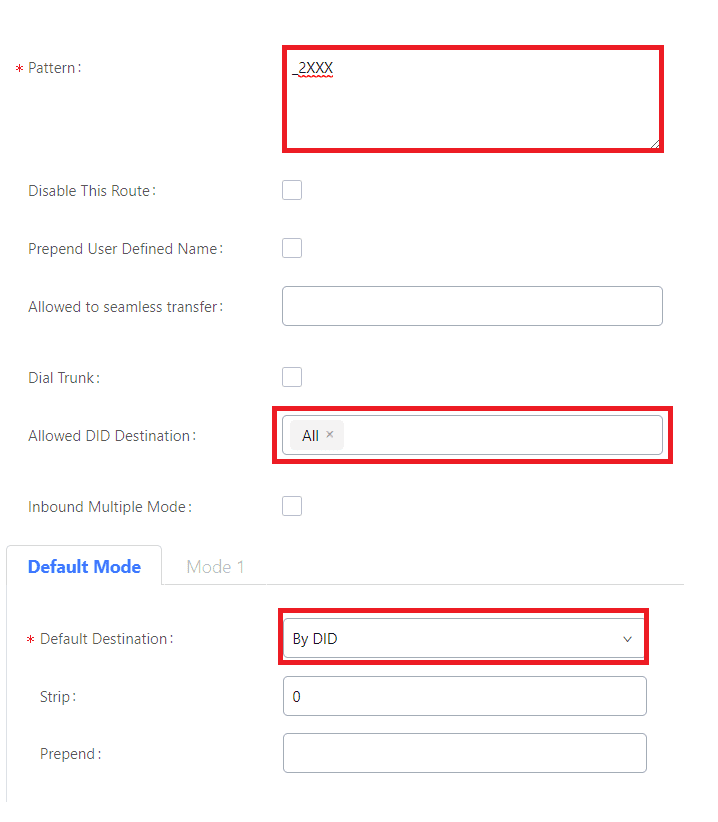 * Pattern:
_2XXX
Disable This Route:
Prepend User Defined Name:
Allowed to seamless transfer:
Dial Trunk:
Allowed DID Destination:
All ×
Inbound Multiple Mode:
Default Mode Mode 1
* Default Destination:
By DID
Strip:
0
Prepend: